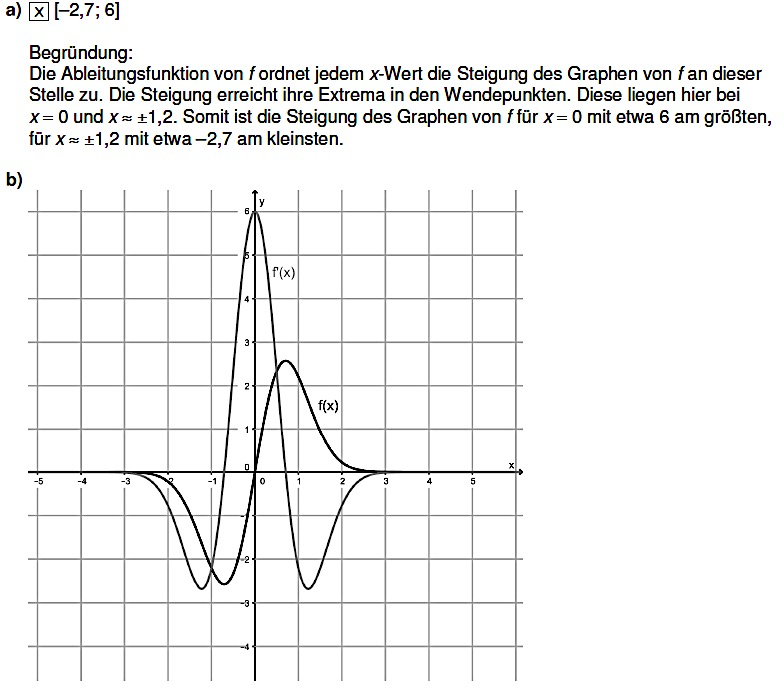 a) [x] [–2,7; 6]
Begründung:
Die Ableitungsfunktion von f ordnet jedem x-Wert die Steigung des Graphen von f an dieser
Stelle zu. Die Steigung erreicht ihre Extrema in den Wendepunkten. Diese liegen hier bei
x = 0 und x ≈ ±1,2. Somit ist die Steigung des Graphen von f für x = 0 mit etwa 6 am größten,
für x ≈ ±1,2 mit etwa –2,7 am kleinsten.
b)
y
6
5
f'(x)
4
3
2
f(x)
1
0
x
-5 -4 -3 -2 -1 0 1 2 3 4 5
-1
-2
-3
-4